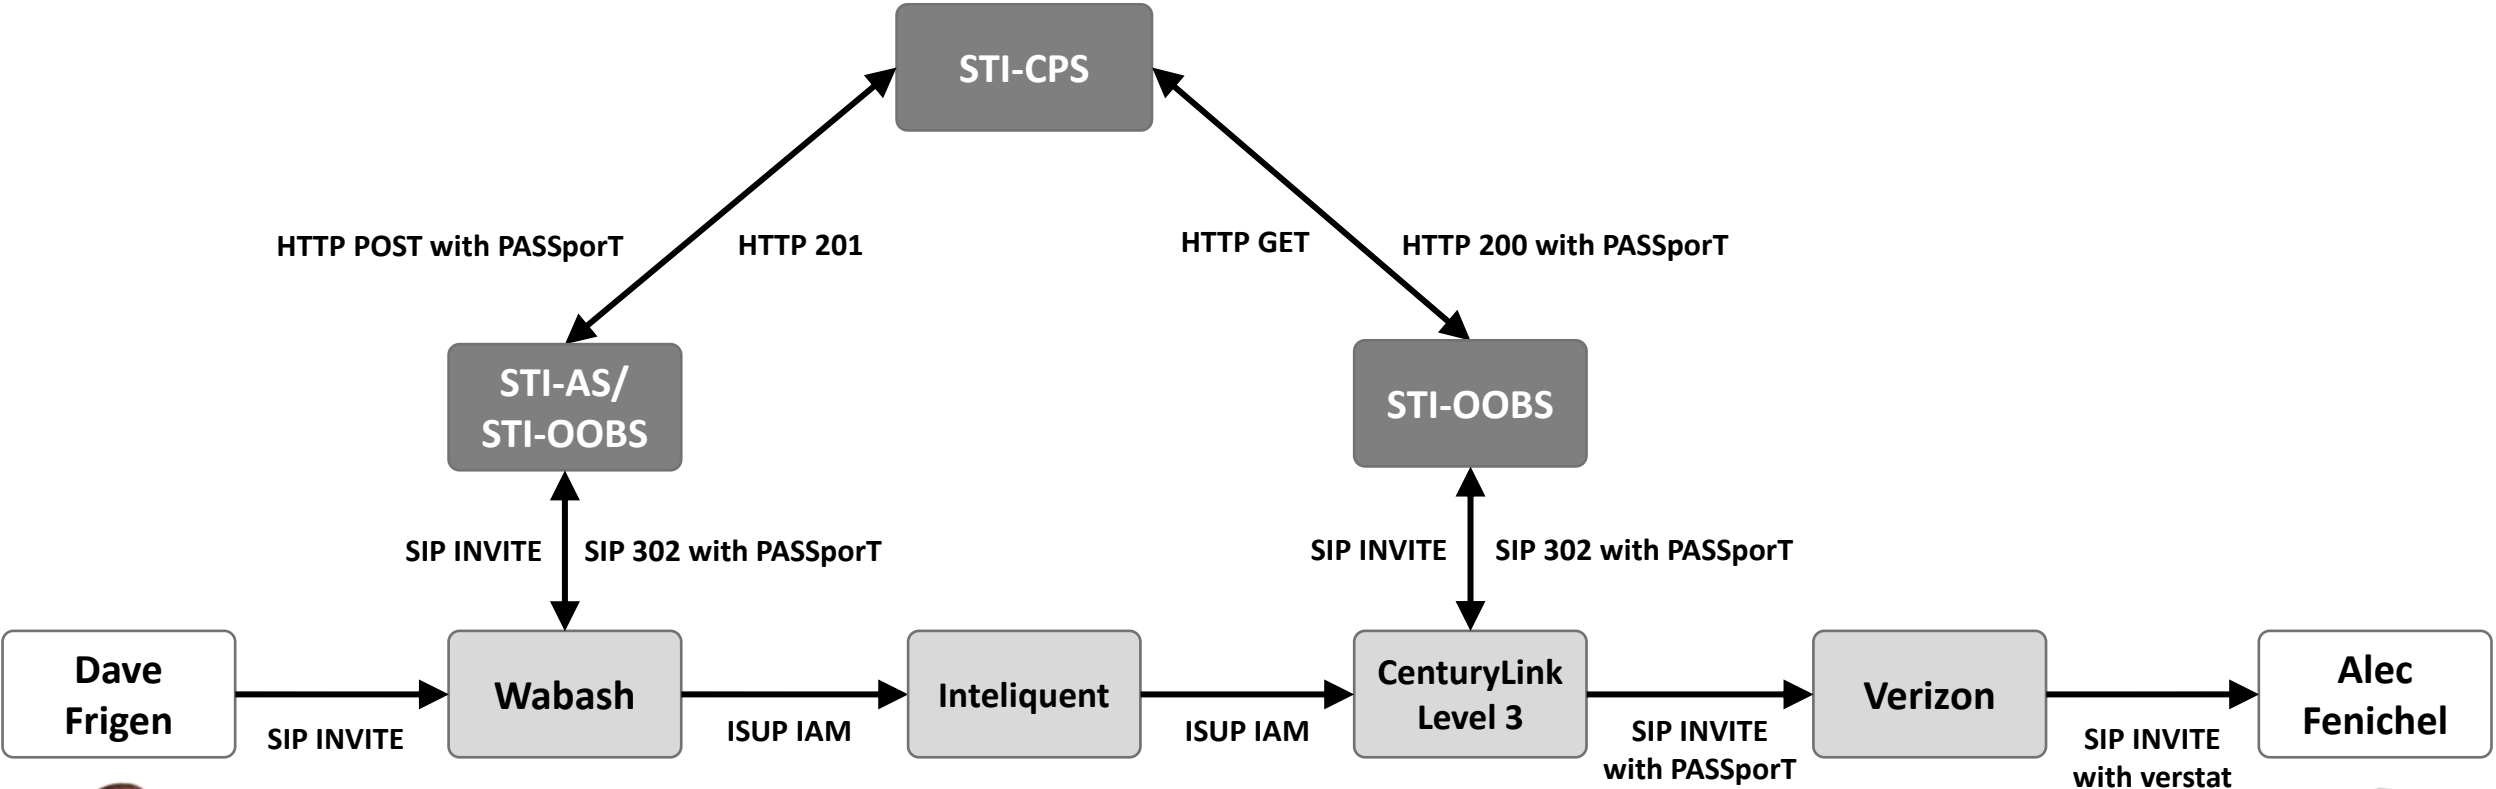 STI-CPS
HTTP POST with PASSporT
HTTP 201
HTTP GET
HTTP 200 with PASSporT
STI-AS/
STI-OOBS
STI-OOBS
SIP INVITE
SIP 302 with PASSporT
SIP INVITE
SIP 302 with PASSporT
Dave
Frigen
SIP INVITE
Wabash
ISUP IAM
Inteliquent
ISUP IAM
CenturyLink
Level 3
SIP INVITE
with PASSporT
Verizon
SIP INVITE
with verstat
Alec
Fenichel